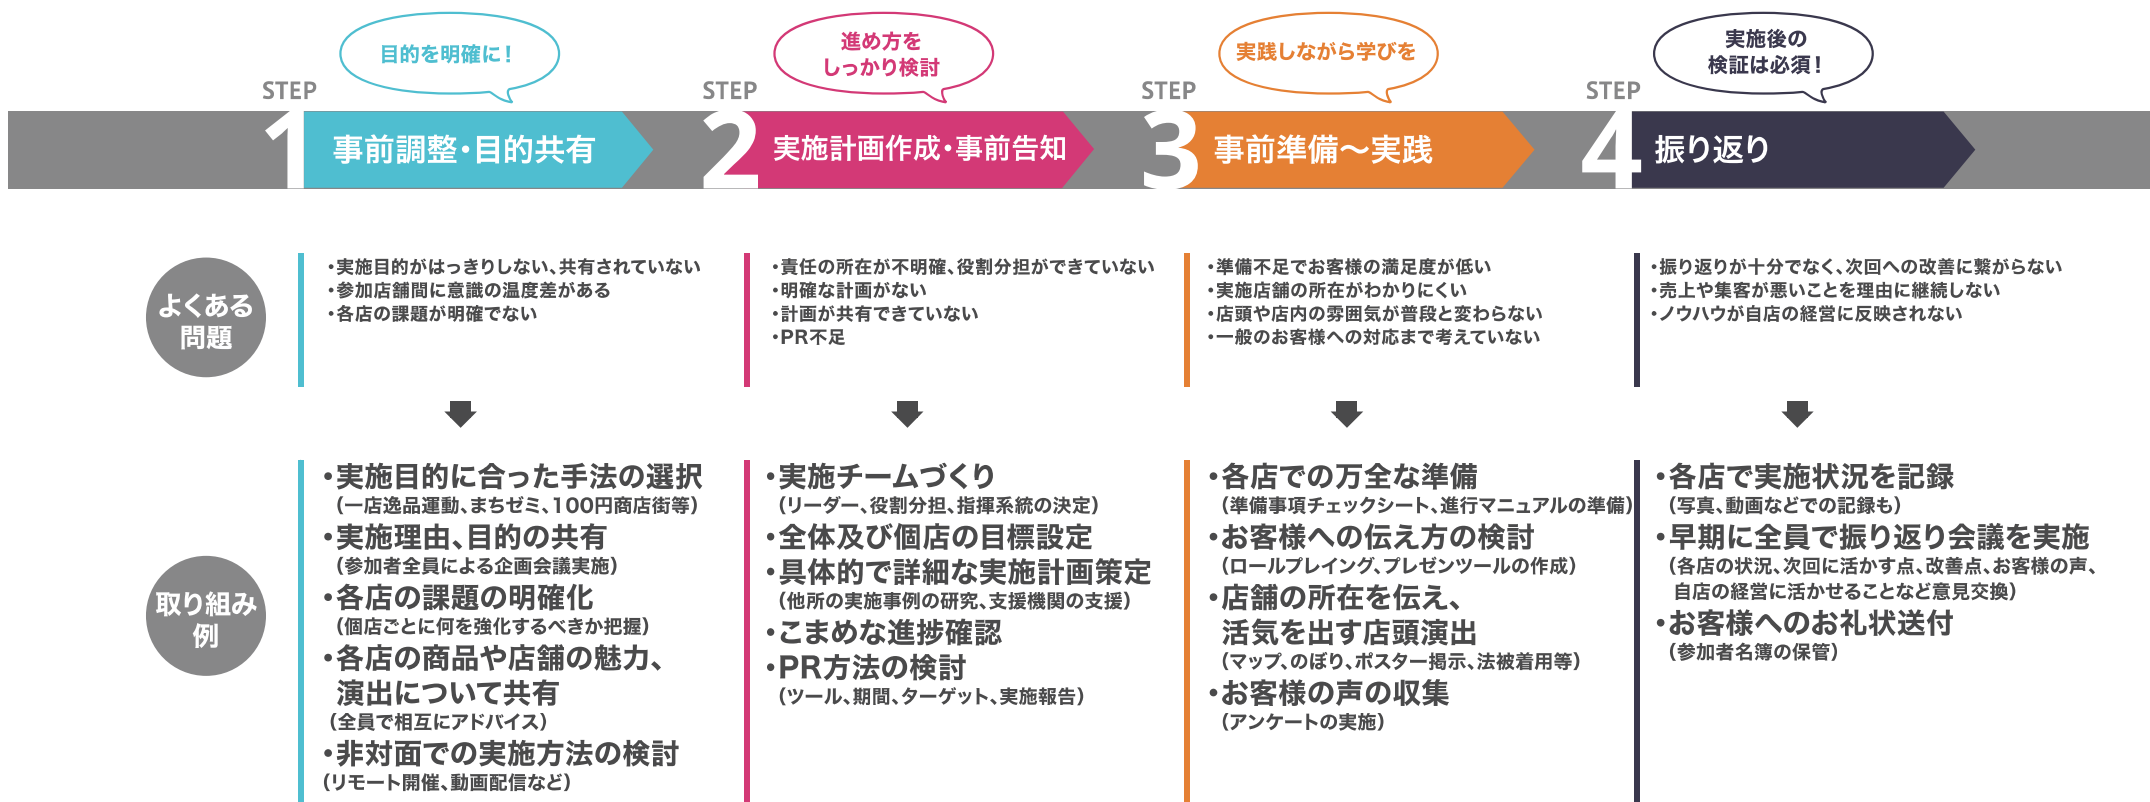 目的を明確に！
STEP
1
事前調整・目的共有
進め方を
しっかり検討
STEP
2
実施計画作成・事前告知
実践しながら学びを
STEP
3
事前準備〜実践
実施後の
検証は必須！
STEP
4
振り返り
よくある
問題
・実施目的がはっきりしない、共有されていない
・参加店舗間に意識の温度差がある
・各店の課題が明確でない
・責任の所在が不明確、役割分担ができていない
・明確な計画がない
・計画が共有できていない
・PR不足
・準備不足でお客様の満足度が低い
・実施店舗の所在がわかりにくい
・店頭や店内の雰囲気が普段と変わらない
・一般のお客様への対応まで考えていない
・振り返りが十分でなく、次回への改善に繋がらない
・売上や集客が悪いことを理由に継続しない
・ノウハウが自店の経営に反映されない
取り組み
例
・実施目的に合った手法の選択
（一店逸品運動、まちゼミ、100円商店街等）
・実施理由、目的の共有
（参加者全員による企画会議実施）
・各店の課題の明確化
（個店ごとに何を強化するべきか把握）
・各店の商品や店舗の魅力、
演出について共有
（全員で相互にアドバイス）
・非対面での実施方法の検討
（リモート開催、動画配信など）
・実施チームづくり
（リーダー、役割分担、指揮系統の決定）
・全体及び個店の目標設定
・具体的で詳細な実施計画策定
（他所の実施事例の研究、支援機関の支援）
・こまめな進捗確認
・PR方法の検討
（ツール、期間、ターゲット、実施報告）
・各店での万全な準備
（準備事項チェックシート、進行マニュアルの準備）
・お客様への伝え方の検討
（ロールプレイング、プレゼンツールの作成）
・店舗の所在を伝え、
活気を出す店頭演出
（マップ、のぼり、ポスター掲示、法被着用等）
・お客様の声の収集
（アンケートの実施）
・各店で実施状況を記録
（写真、動画などでの記録も）
・早期に全員で振り返り会議を実施
（各店の状況、次回に活かす点、改善点、お客様の声、
自店の経営に活かせることなど意見交換）
・お客様へのお礼状送付
（参加者名簿の保管）